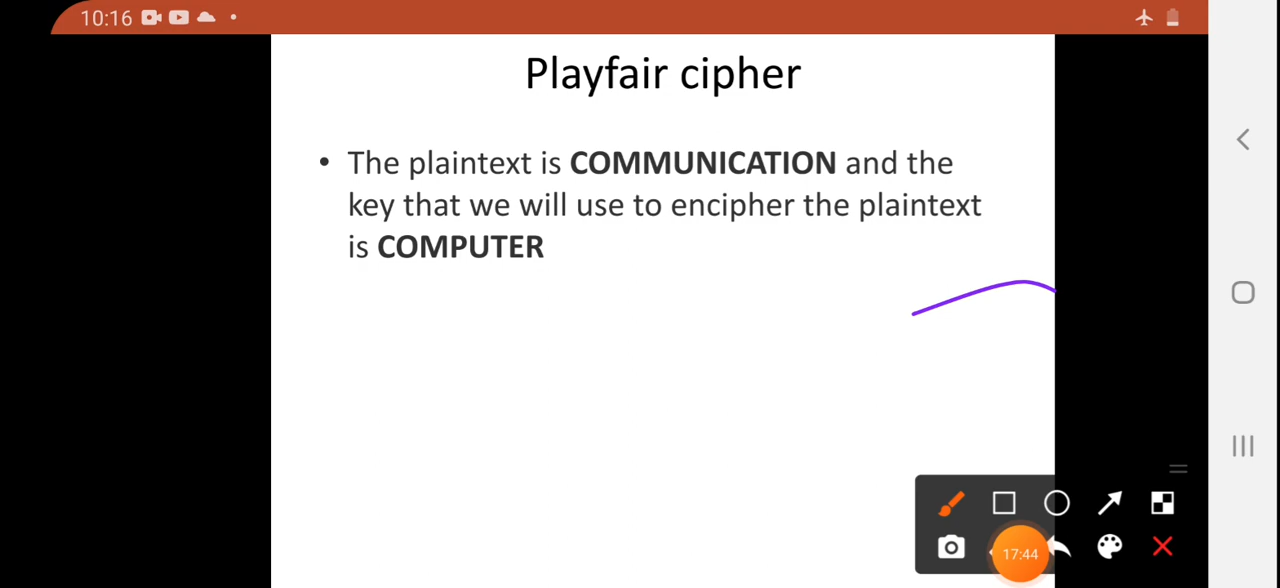 10:16
Playfair cipher
• The plaintext is COMMUNICATION and the
key that we will use to encipher the plaintext
is COMPUTER
17:44